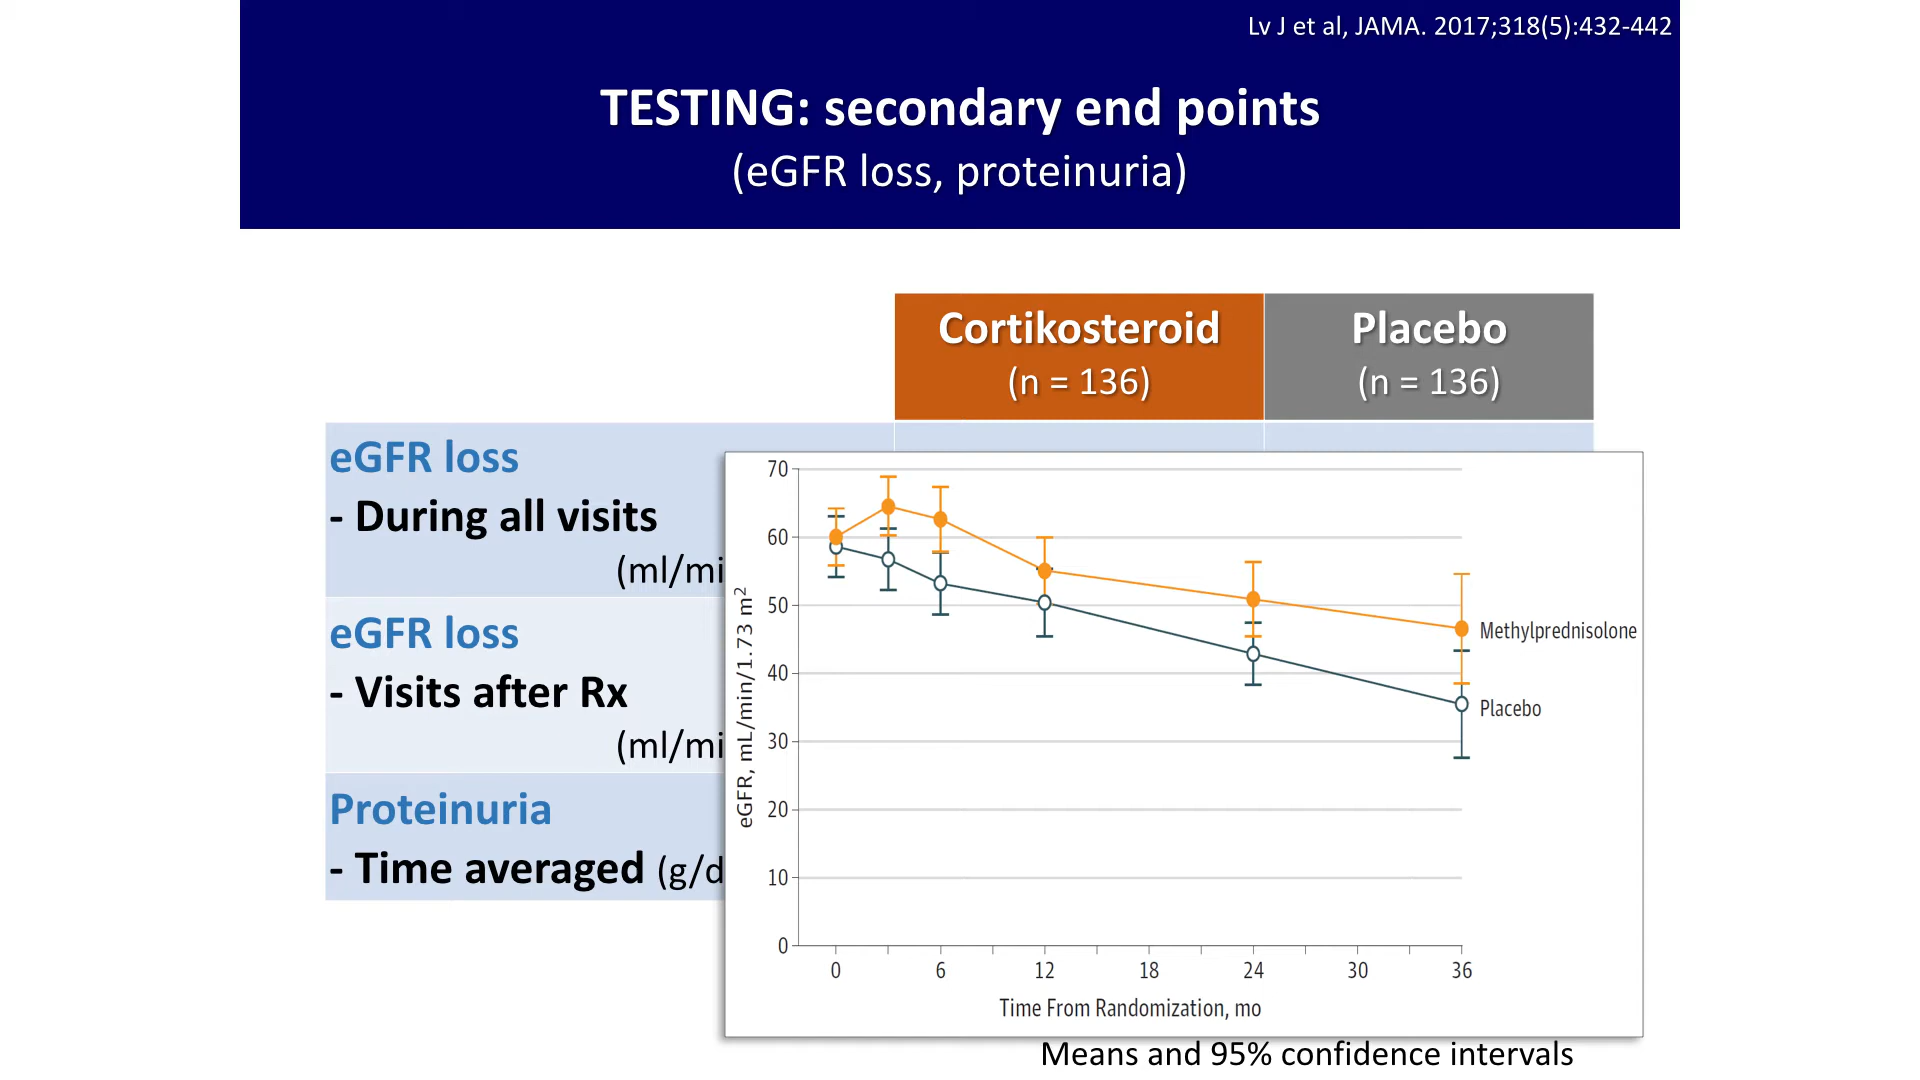 Lv J et al, JAMA. 2017;318(5):432-442
TESTING: secondary end points
(eGFR loss, proteinuria)
Cortikosteroid
(n = 136)
Placebo
(n = 136)
eGFR loss
- During all visits
(ml/mi
eGFR loss
- Visits after Rx
(ml/mi
Proteinuria
- Time averaged (g/d
70
60
50
40
30
20
10
0
eGFR, mL/min/1.73 m²
0 6 12 18 24 30 36
Time From Randomization, mo
Methylprednisolone
Placebo
Means and 95% confidence intervals